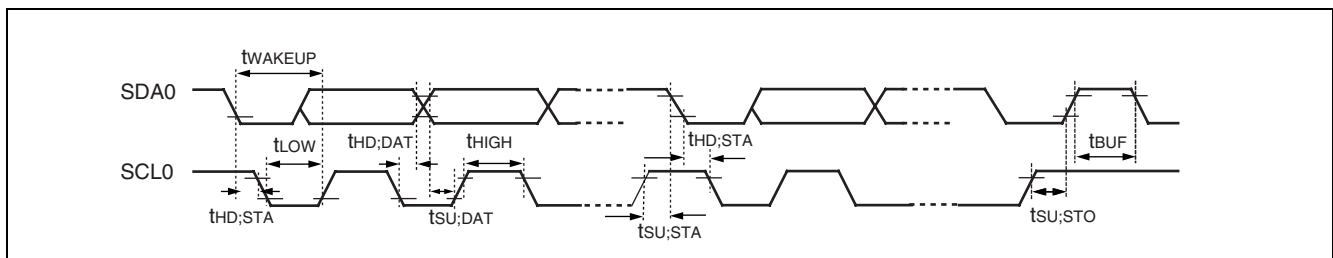 tWAKEUP
SDA0
tHD;DAT
tHIGH
tHD;STA
tBUF
tLOW
SCL0
tHD;STA
tSU;DAT
tSU;STA
tSU;STO